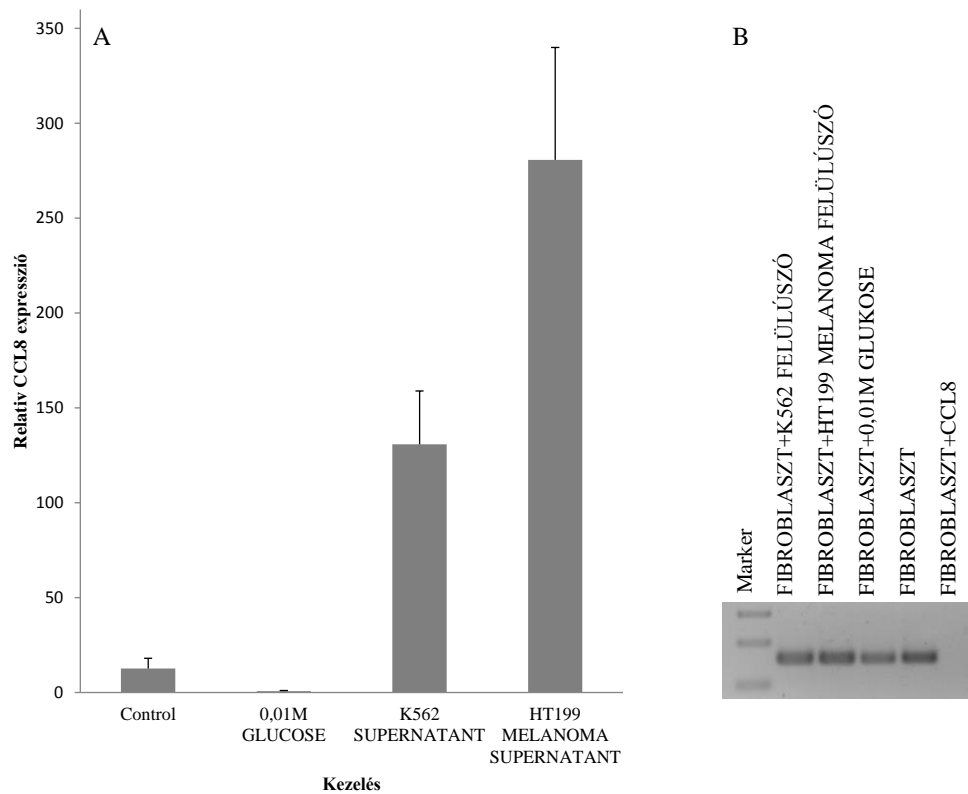 A
350
300
250
200
150
100
50
0
Relativ CCL8 expresszió
Control
0,01M
GLUCOSE
K562
SUPERNATANT
HT199
MELANOMA
SUPERNATANT
Kezelés
B
Marker
FIBROBLASZT+K562 FELÜLÚSZÓ
FIBROBLASZT+HT199 MELANOMA FELÜLÚSZÓ
FIBROBLASZT+0,01M GLUKOSE
FIBROBLASZT
FIBROBLASZT+CCL8